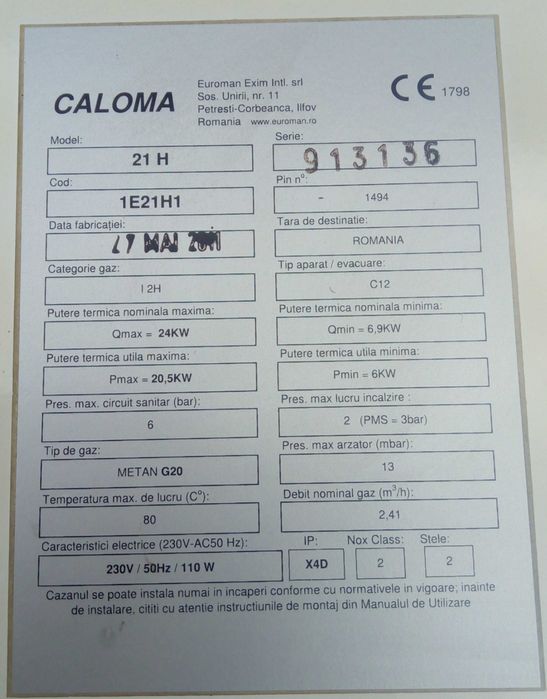 CALOMA
Euroman Exim Intl. srl
Sos. Unirii, nr. 11
Petresti-Corbeanca, Ilfov
Romania www.euroman.ro
CE 1798
Model:
21 H
Serie:
913136
Cod:
1E21H1
Pin nº:
- 1494
Data fabricației:
MAI
Tara de destinatie:
ROMANIA
Categorie gaz:
I 2H
Tip aparat / evacuare:
C12
Putere termica nominala maxima:
Qmax = 24KW
Putere termica nominala minima:
Qmin = 6,9KW
Putere termica utila maxima:
Pmax = 20,5KW
Putere termica utila minima:
Pmin = 6KW
Pres. max. circuit sanitar (bar):
6
Pres. max lucru incalzire :
2 (PMS = 3bar)
Tip de gaz:
METAN G20
Pres. max arzator (mbar):
13
Temperatura max. de lucru (Cº):
80
Debit nominal gaz (m³/h):
2,41
Caracteristici electrice (230V-AC50 Hz):
230V / 50Hz / 110 W
IP:
X4D
Nox Class:
2
Stele:
2
Cazanul se poate instala numai in incaperi conforme cu normativele in vigoare; inainte
de instalare, cititi cu atentie instructiunile de montaj din Manualul de Utilizare